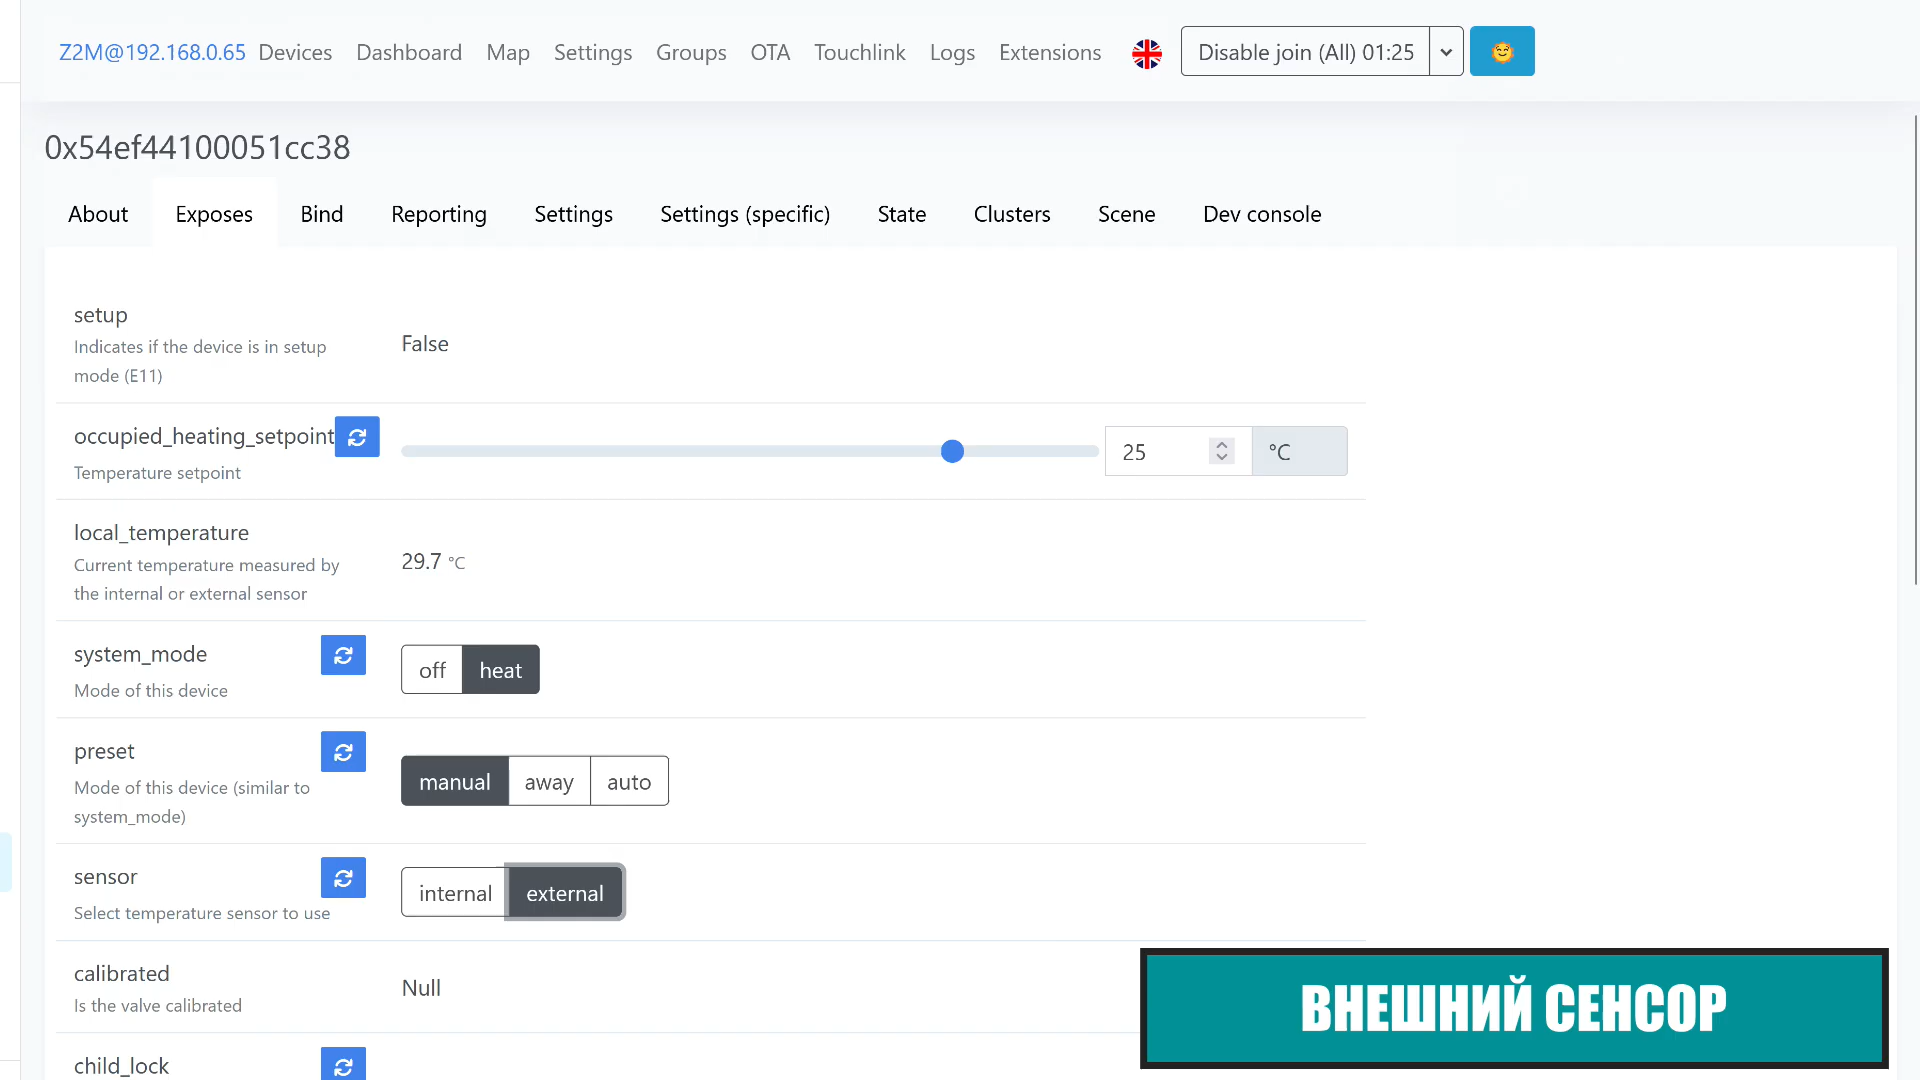 Z2M@192.168.0.65 Devices Dashboard Map Settings Groups OTA Touchlink Logs Extensions Disable join (All) 01:25
0x54ef44100051cc38
About Exposes Bind Reporting Settings Settings (specific) State Clusters Scene Dev console
setup
Indicates if the device is in setup
mode (E11)
False
occupied_heating_setpoint
Temperature setpoint
25 °C
local_temperature
Current temperature measured by
the internal or external sensor
29.7 °C
system_mode
Mode of this device
off heat
preset
Mode of this device (similar to
system_mode)
manual away auto
sensor
Select temperature sensor to use
internal external
calibrated
Is the valve calibrated
Null
child_lock
ВНЕШНИЙ СЕНСОР